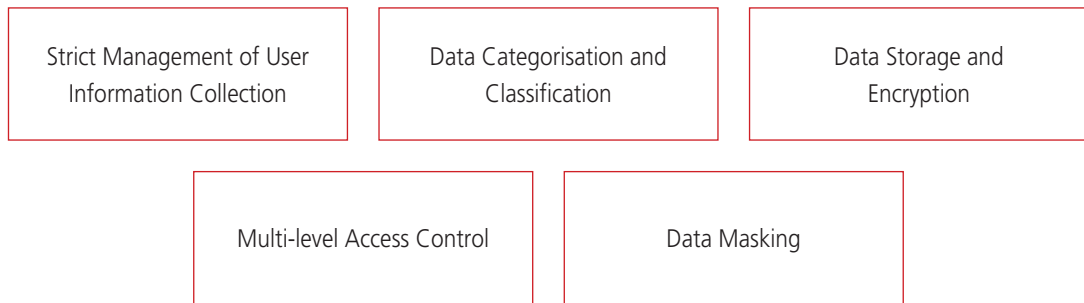 Strict Management of User
Information Collection
Data Categorisation and
Classification
Data Storage and
Encryption
Multi-level Access Control
Data Masking